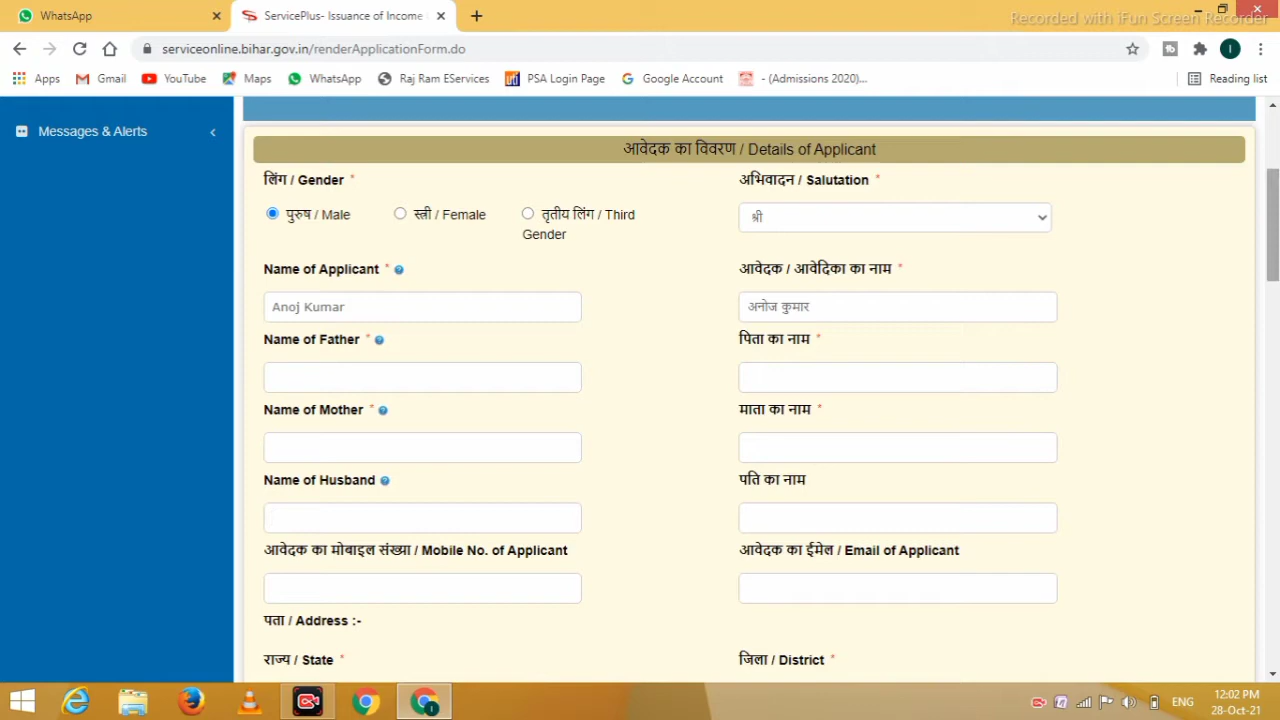 WhatsApp
ServicePlus- Issuance of Income
Recorded with iFun Screen Recorder
serviceonline.bihar.gov.in/renderApplicationForm.do
Apps
Gmail
YouTube
Maps
WhatsApp
Raj Ram EServices
PSA Login Page
Google Account
- (Admissions 2020)...
Reading list
Messages & Alerts
आवेदक का विवरण / Details of Applicant
लिंग / Gender *
अभिवादन / Salutation *
पुरुष / Male
स्त्री / Female
तृतीय लिंग / Third
Gender
श्री
Name of Applicant *
आवेदक / आवेदिका का नाम *
Anoj Kumar
अनोज कुमार
Name of Father *
पिता का नाम *
Name of Mother *
माता का नाम *
Name of Husband
पति का नाम
आवेदक का मोबाइल संख्या / Mobile No. of Applicant
आवेदक का ईमेल / Email of Applicant
पता / Address :-
राज्य / State *
जिला / District *
ENG
12:02 PM
28-Oct-21